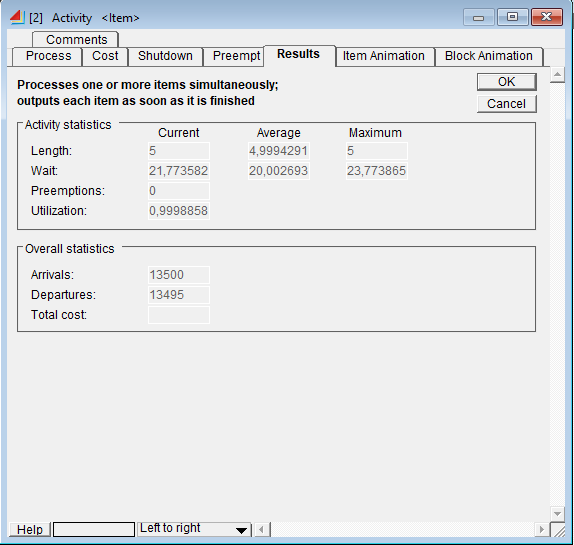 [2] Activity <Item>
Comments
Process Cost Shutdown Preempt Results Item Animation Block Animation
Processes one or more items simultaneously;
outputs each item as soon as it is finished
OK
Cancel
Activity statistics
Current Average Maximum
Length: 5 4,9994291 5
Wait: 21,773582 20,002693 23,773865
Preemptions: 0
Utilization: 0,9998858
Overall statistics
Arrivals: 13500
Departures: 13495
Total cost:
Help Left to right